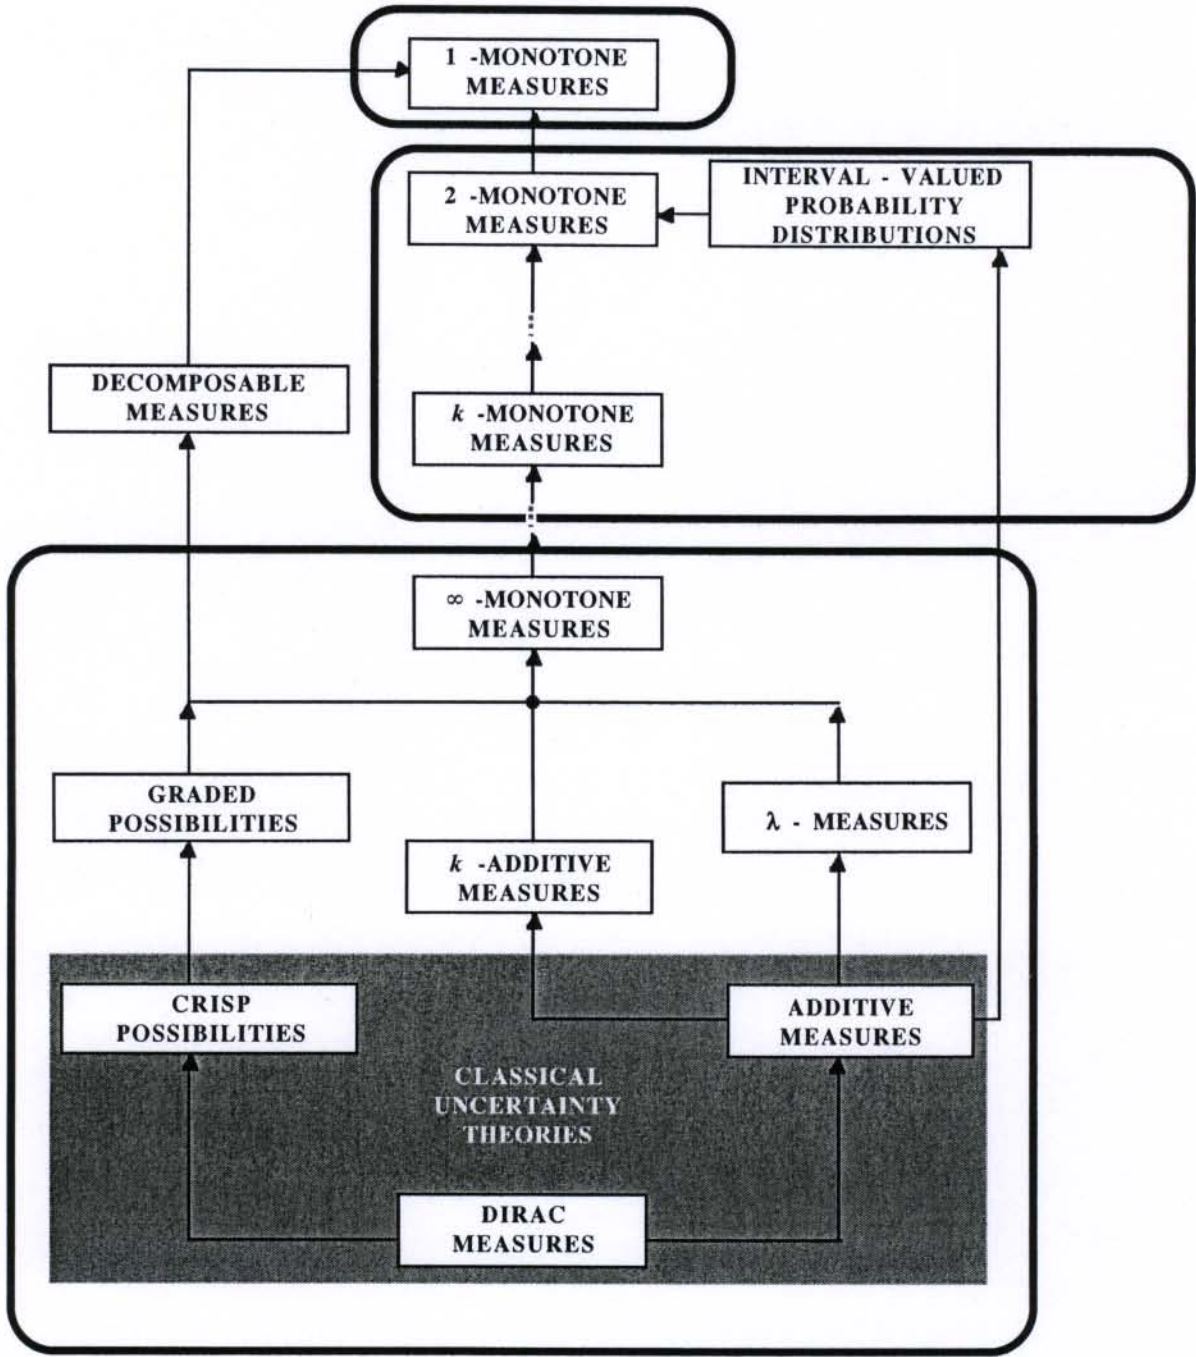 1 -MONOTONE
MEASURES
2 -MONOTONE
MEASURES
INTERVAL - VALUED
PROBABILITY
DISTRIBUTIONS
DECOMPOSABLE
MEASURES
k -MONOTONE
MEASURES
∞ -MONOTONE
MEASURES
GRADED
POSSIBILITIES
λ - MEASURES
k -ADDITIVE
MEASURES
CRISP
POSSIBILITIES
ADDITIVE
MEASURES
CLASSICAL
UNCERTAINTY
THEORIES
DIRAC
MEASURES